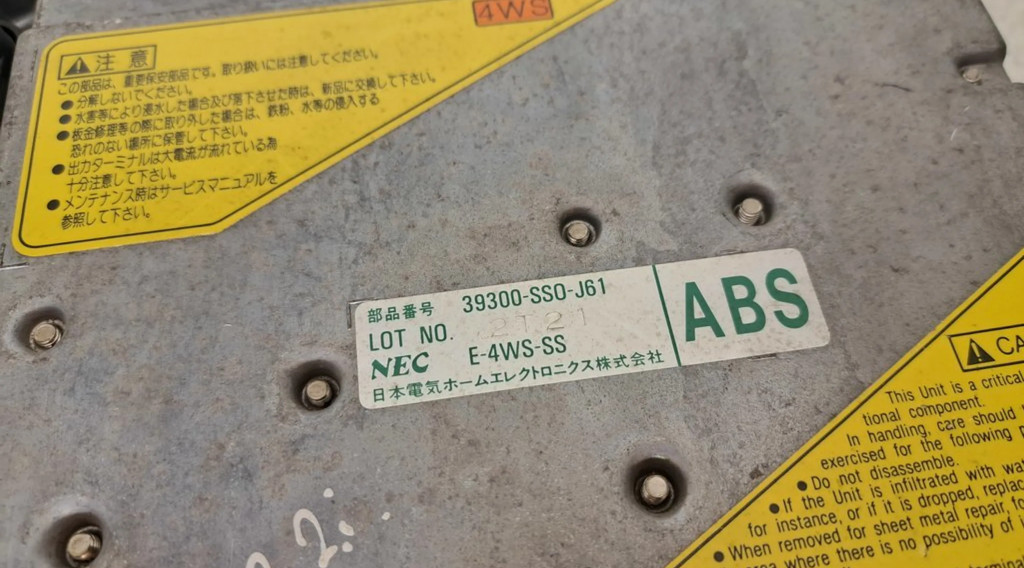 4WS
注意
この部品は、重要保安部品です。取り扱いには注意してください。
●分解しないでください。
●水害等により浸水した場合及び落下させた時は、新品に交換して下さい。
●板金修理等の際に取り外した場合は、鉄粉、水等の侵入する
恐れのない場所に保管して下さい。
●出力ターミナルは大電流が流れている為
十分注意して下さい。
●メンテナンス時はサービスマニュアルを
参照して下さい。
部品番号 39300-SS0-J61
LOT NO. 3121
NEC E-4WS-SS
日本電気ホームエレクトロニクス株式会社
ABS
This Unit is a critical
tional component.
In handling, care should
exercised for the following
● Do not disassemble.
● If the Unit is infiltrated with
for instance, or if it is dropped,
● When removed for sheet metal repair,
area where there is no possibility of